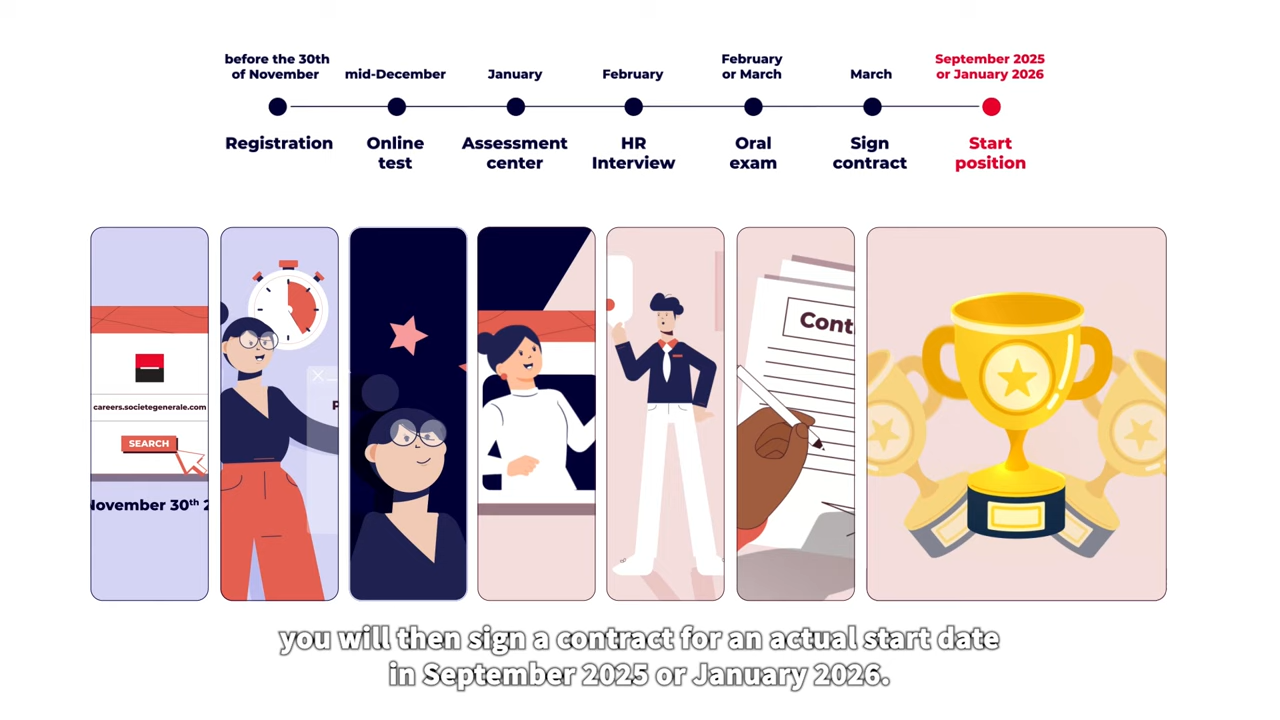 before the 30th
of November
mid-December
January
February
February
or March
March
September 2025
or January 2026
Registration
Online
test
Assessment
center
HR
Interview
Oral
exam
Sign
contract
Start
position
careers.societegenerale.com
SEARCH
November 30th 2
P
Cont
you will then sign a contract for an actual start date
in September 2025 or January 2026.